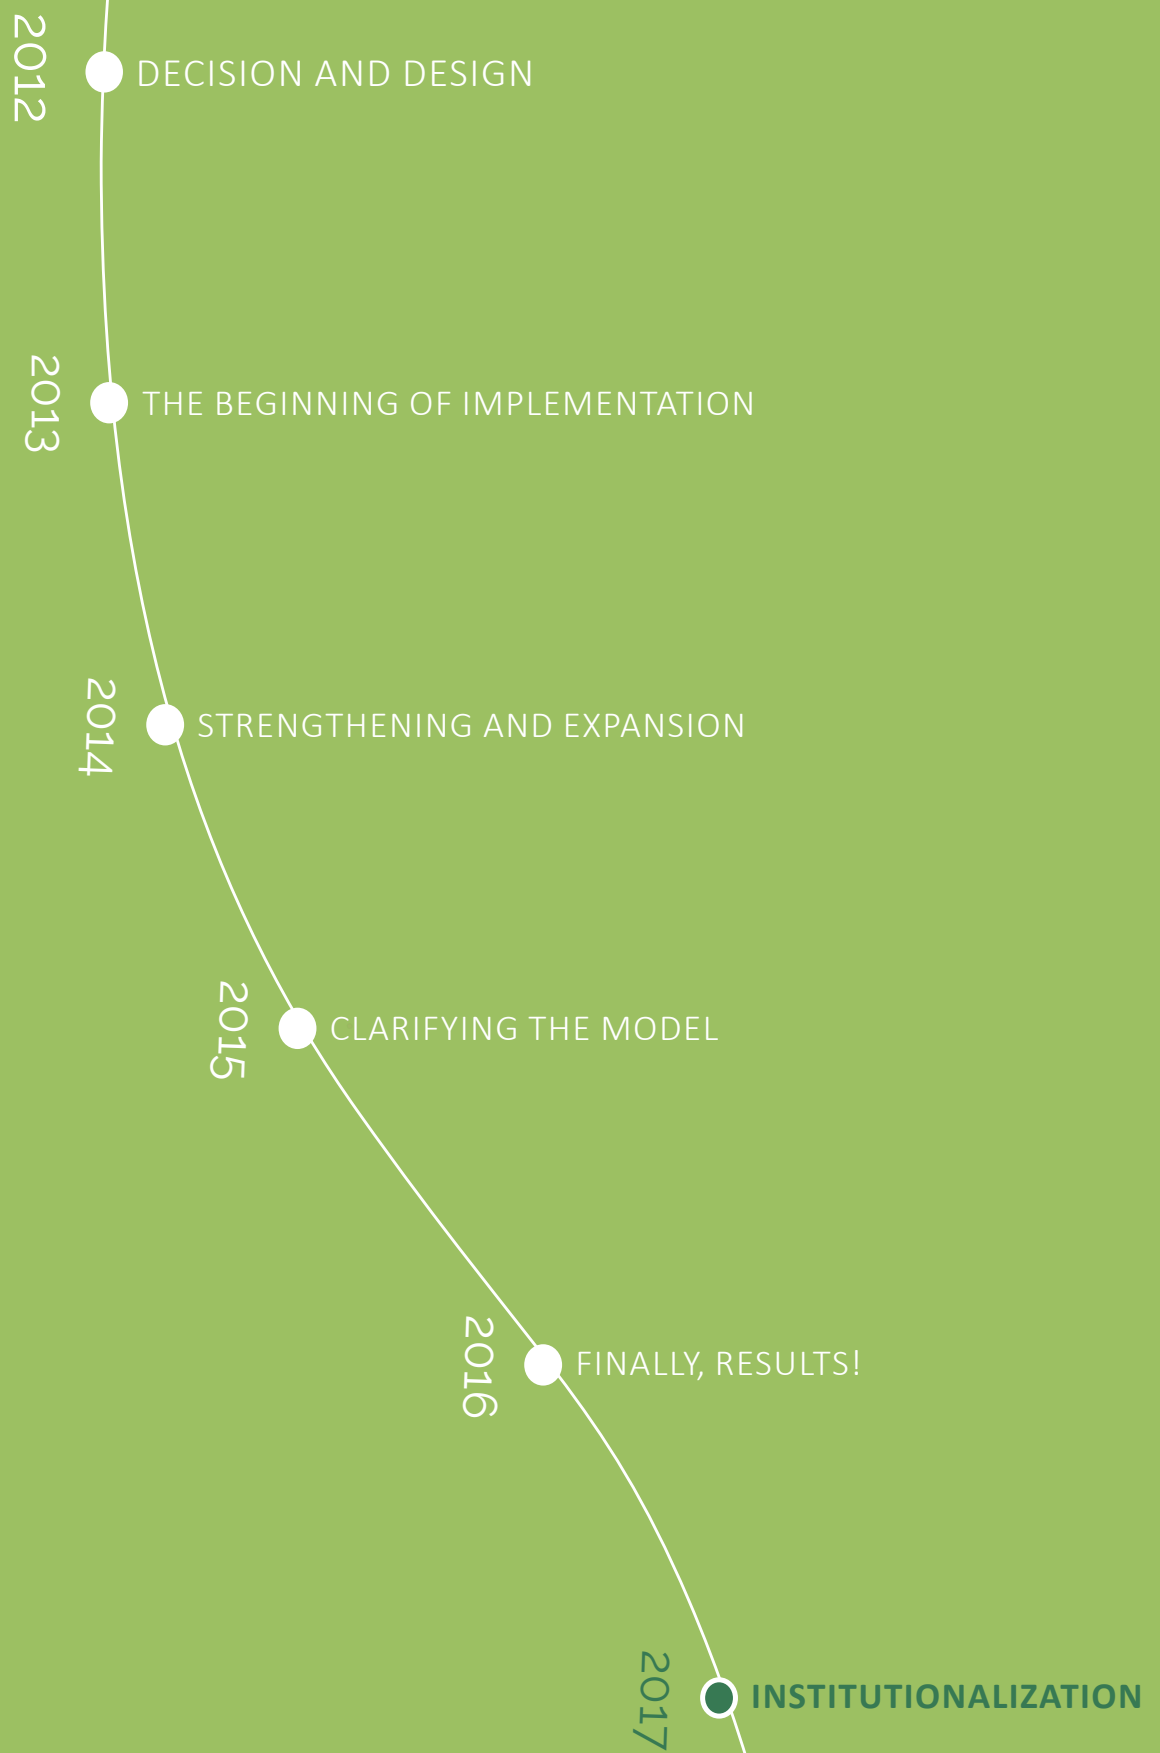 2012
DECISION AND DESIGN
2013
THE BEGINNING OF IMPLEMENTATION
2014
STRENGTHENING AND EXPANSION
2015
CLARIFYING THE MODEL
2016
FINALLY, RESULTS!
2017
INSTITUTIONALIZATION